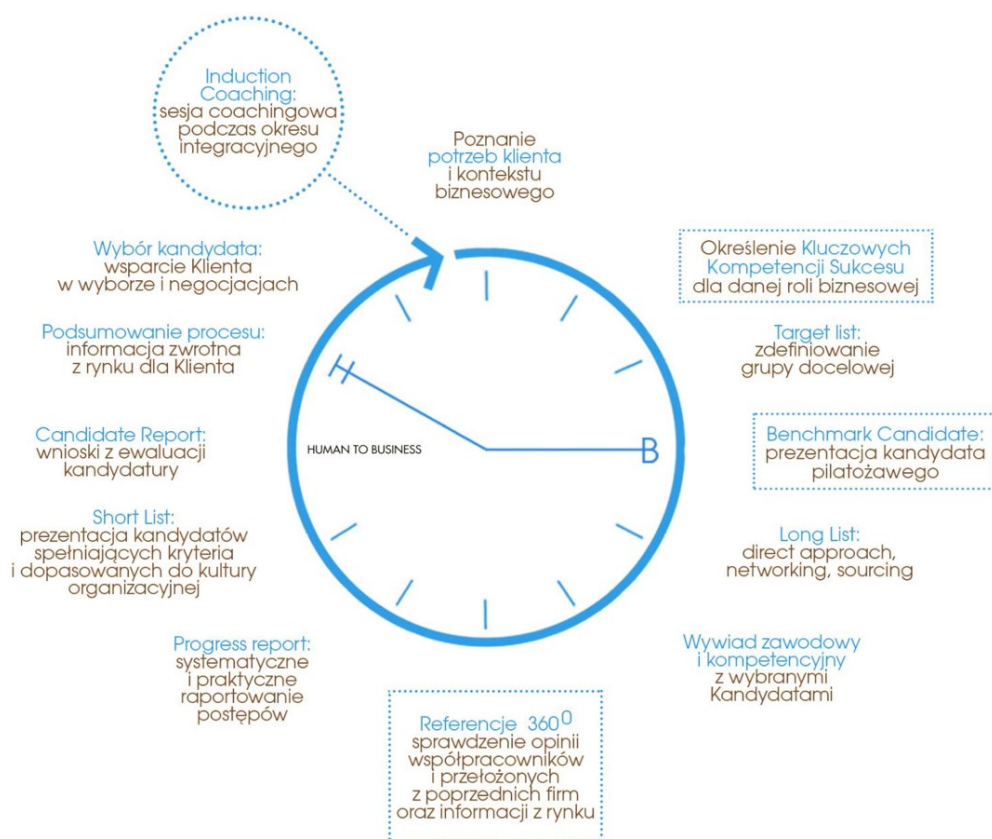 Induction
Coaching:
sesja coachingowa
podczas okresu
integracyjnego
Poznanie
potrzeb klienta
i kontekstu
biznesowego
Określenie Kluczowych
Kompetencji Sukcesu
dla danej roli biznesowej
Target list:
zdefiniowanie
grupy docelowej
Benchmark Candidate:
prezentacja kandydata
pilatożawego
Long List:
direct approach,
networking, sourcing
Wywiad zawodowy
i kompetencyjny
z wybranymi
Kandydatami
Referencje 360⁰
sprawdzenie opinii
współpracowników
i przełożonych
z poprzednich firm
oraz informacji z rynku
Progress report:
systematyczne
i praktyczne
raportowanie
postępów
Short List:
prezentacja kandydatów
spełniających kryteria
i dopasowanych do kultury
organizacyjnej
Candidate Report:
wnioski z ewaluacji
kandydatury
Podsumowanie procesu:
informacja zwrotna
z rynku dla Klienta
Wybór kandydata:
wsparcie Klienta
w wyborze i negocjacjach
H
HUMAN TO BUSINESS
B